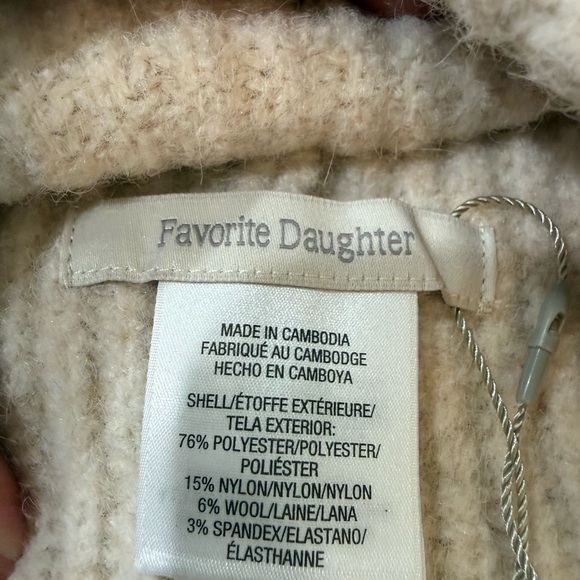 Favorite Daughter
MADE IN CAMBODIA
FABRIQUÉ AU CAMBODGE
HECHO EN CAMBOYA
SHELL/ÉTOFFE EXTÉRIEURE/
TELA EXTERIOR:
76% POLYESTER/POLYESTER/
POLIÉSTER
15% NYLON/NYLON/NYLON
6% WOOL/LAINE/LANA
3% SPANDEX/ELASTANO/
ÉLASTHANNE